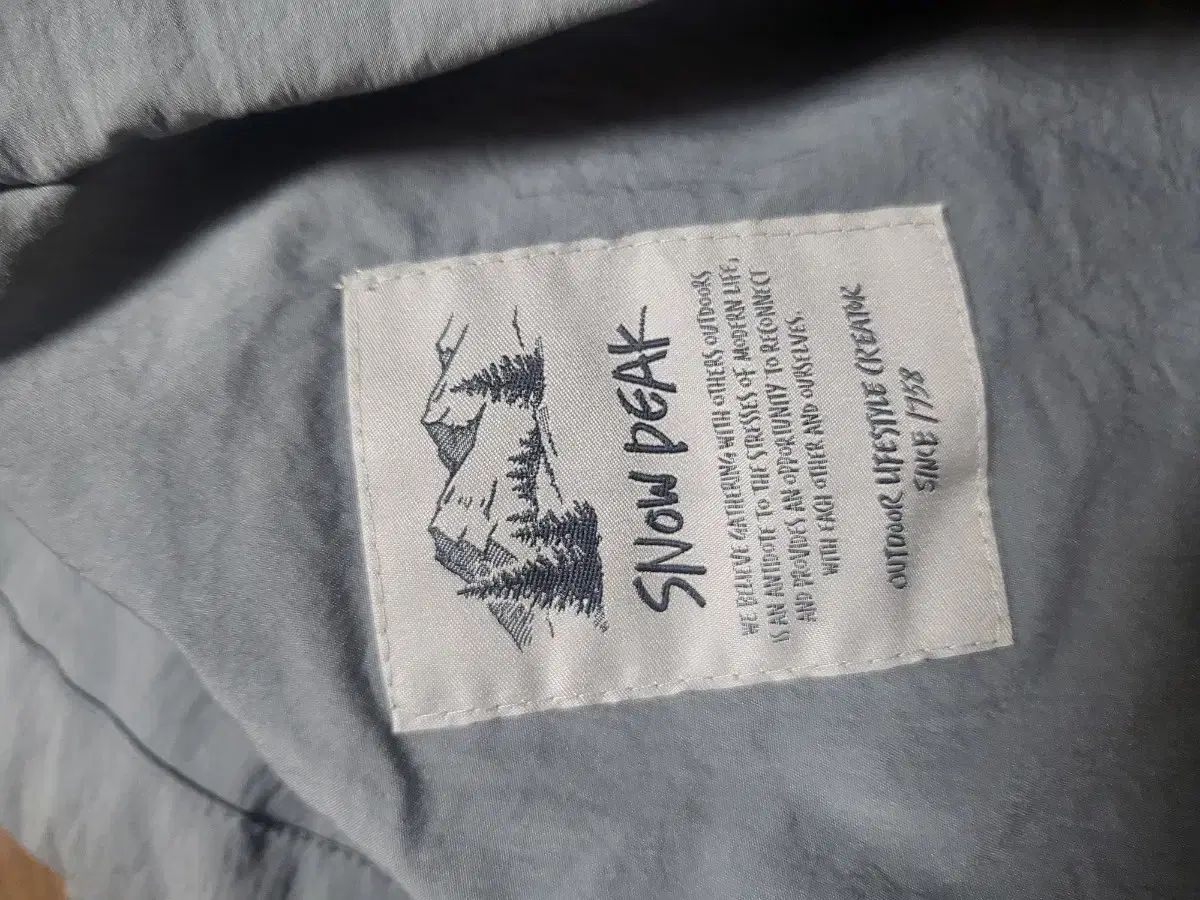 SNOW PEAK
WE BELIEVE GATHERING WITH OTHERS OUTDOORS
IS AN ANTIDOTE TO THE STRESSES OF MODERN LIFE,
AND PROVIDES AN OPPORTUNITY TO RECONNECT
WITH EACH OTHER AND OURSELVES.
OUTDOOR LIFESTYLE CREATOR
SINCE 1958